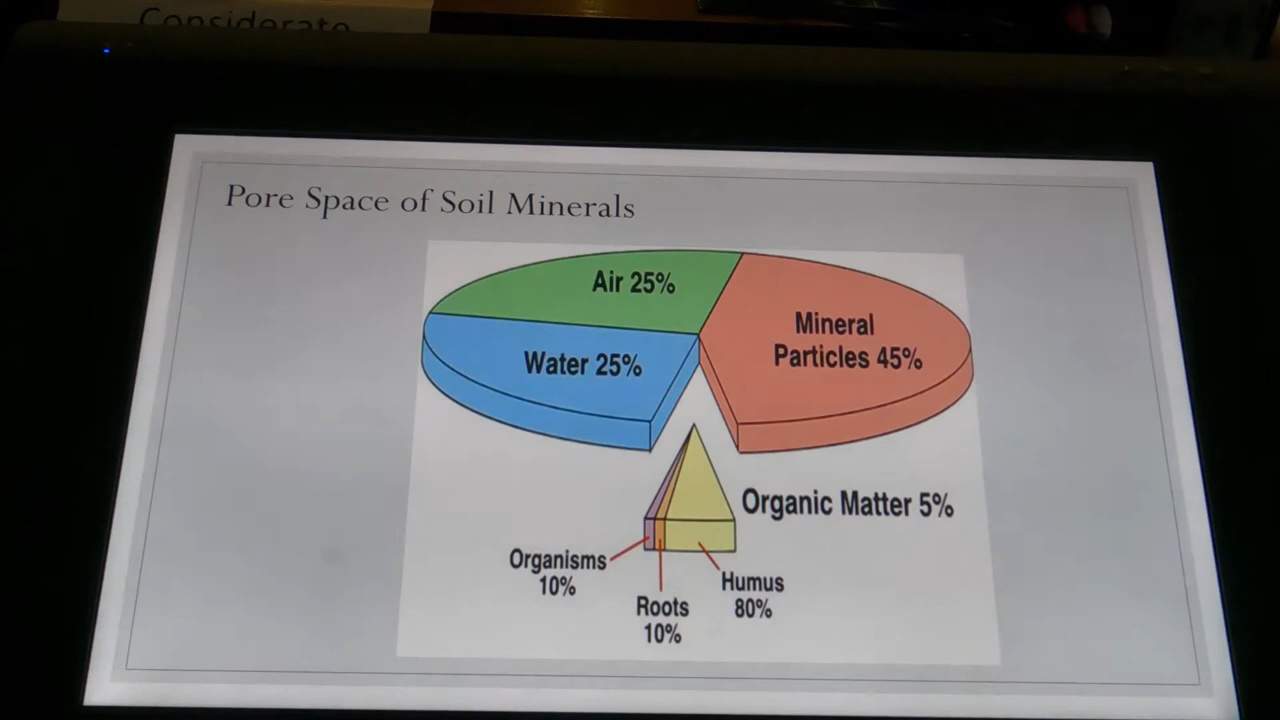 Considerate
Pore Space of Soil Minerals
Air 25%
Mineral
Particles 45%
Water 25%
Organic Matter 5%
Organisms
10%
Roots
10%
Humus
80%